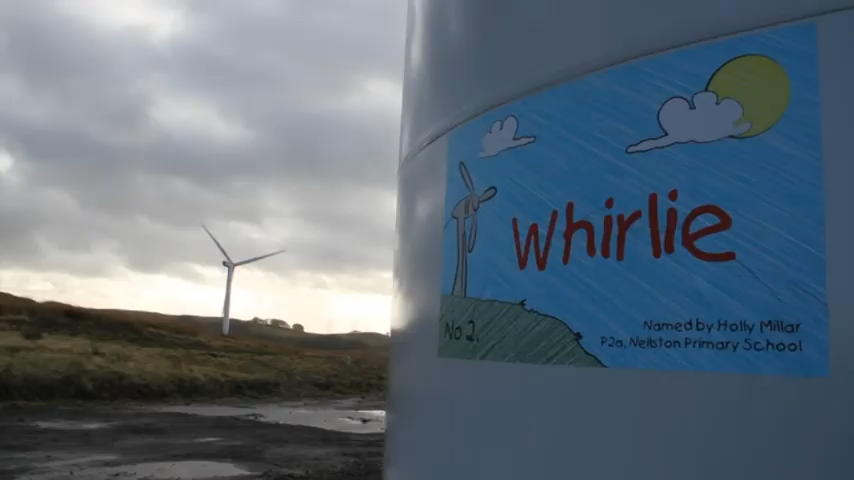 Whirlie
No 2.
Named by Holly Millar
P2a, Neilston Primary School